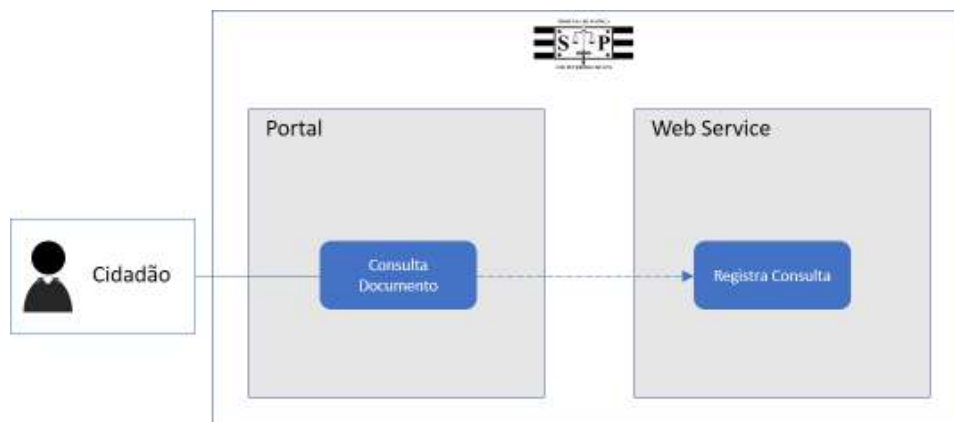 S P
Portal
Web Service
Cidadão
Consulta
Documento
Registra Consulta